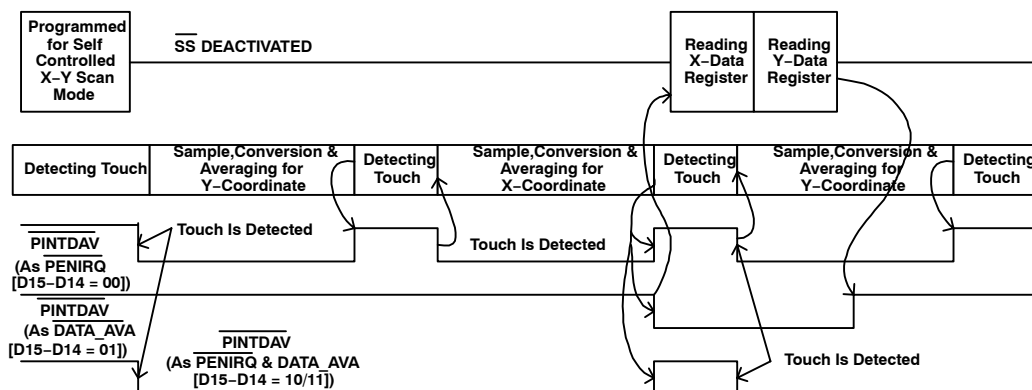 Programmed
for Self
Controlled
X−Y Scan
Mode
SS DEACTIVATED
Reading
X−Data
Register
Reading
Y−Data
Register
Detecting Touch
Sample,Conversion &
Averaging for
Y−Coordinate
Detecting
Touch
Sample,Conversion &
Averaging for
X−Coordinate
Detecting
Touch
Sample,Conversion &
Averaging for
Y−Coordinate
Detecting
Touch
Touch Is Detected
Touch Is Detected
PINTDAV
(As PENIRQ
[D15−D14 = 00])
PINTDAV
(As DATA_AVA
[D15−D14 = 01])
PINTDAV
(As PENIRQ & DATA_AVA
[D15−D14 = 10/11])
Touch Is Detected